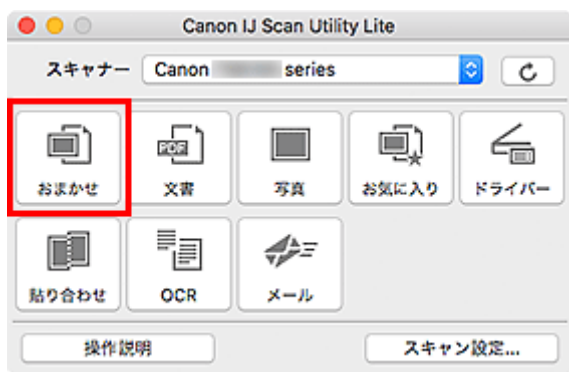 Canon IJ Scan Utility Lite
スキャナー Canon series
おまかせ 文書 写真 お気に入り ドライバー
貼り合わせ OCR メール
操作説明 スキャン設定...